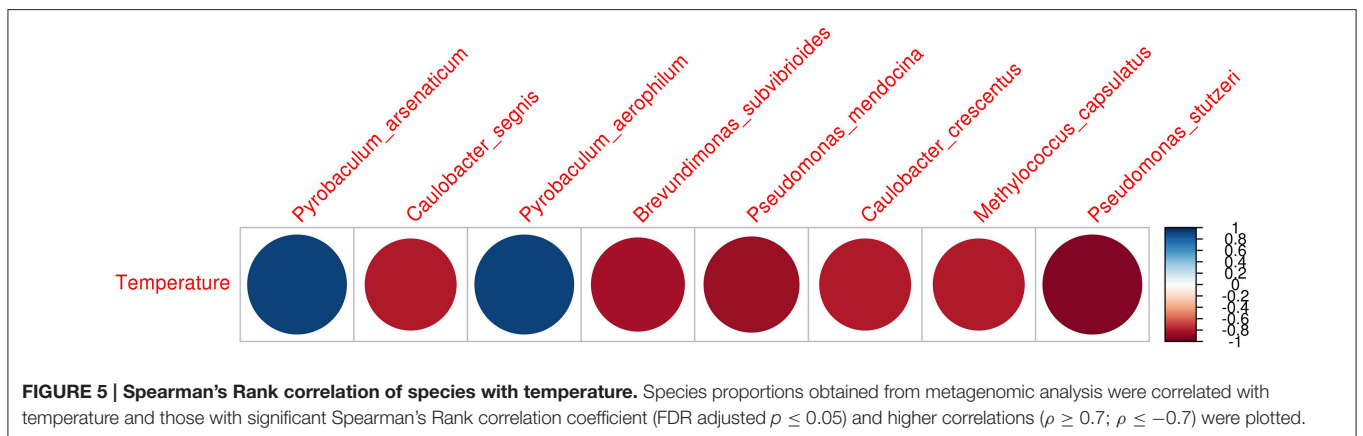 Pyrobaculum_arsenaticum
Caulobacter_segnis
Pyrobaculum_aerophilum
Brevundimonas_subvibrioides
Pseudomonas_mendocina
Caulobacter_crescentus
Methylococcus_capsulatus
Pseudomonas_stutzeri
Temperature
1
0.8
0.6
0.4
0.2
0
-0.2
-0.4
-0.6
-0.8
-1
FIGURE 5 | Spearman's Rank correlation of species with temperature. Species proportions obtained from metagenomic analysis were correlated with
temperature and those with significant Spearman's Rank correlation coefficient (FDR adjusted p ≤ 0.05) and higher correlations (ρ ≥ 0.7; ρ ≤ −0.7) were plotted.